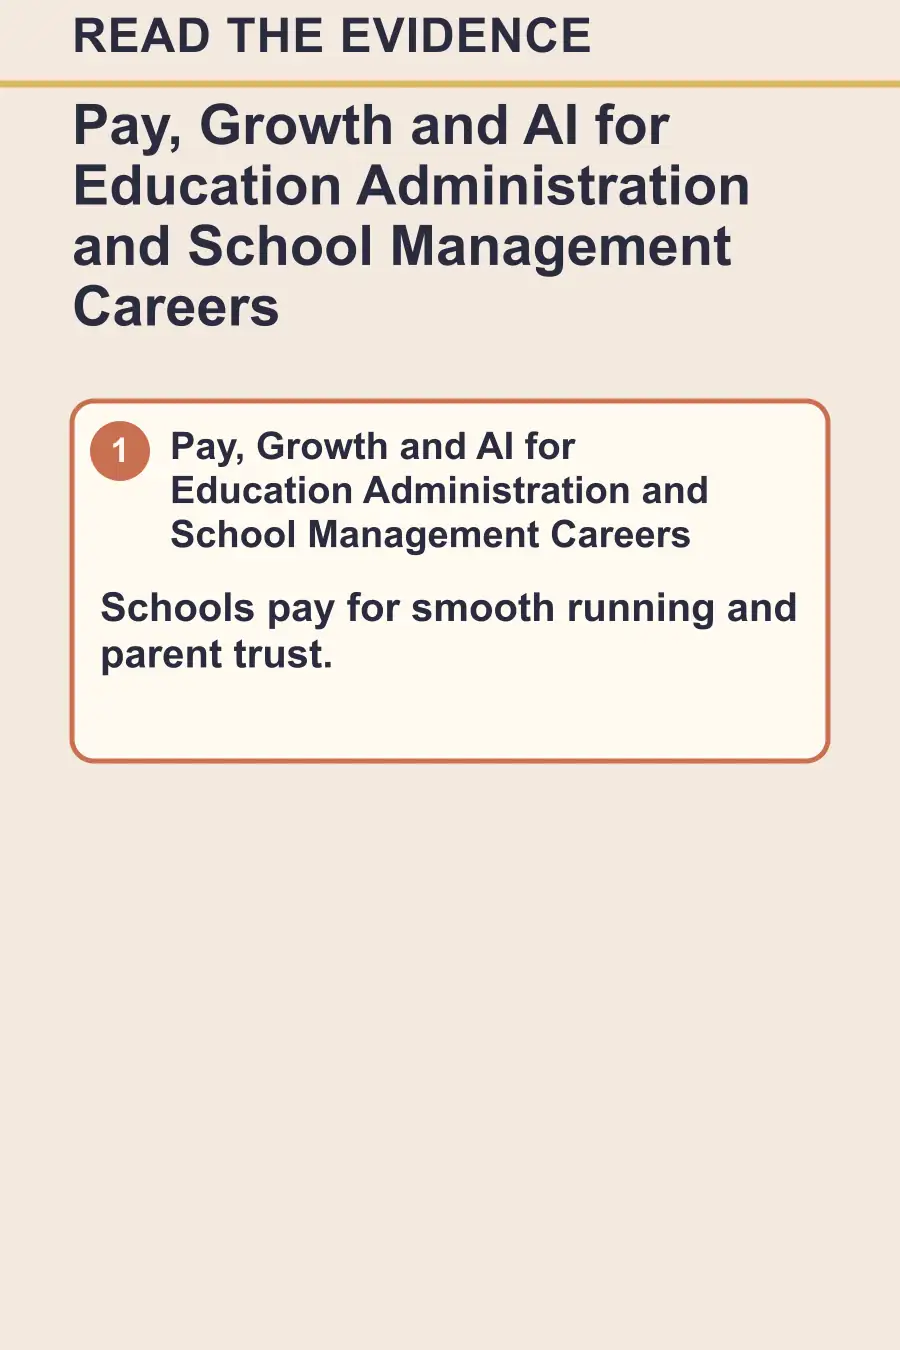 READ THE EVIDENCE
Pay, Growth and AI for
Education Administration
and School Management
Careers
1
Pay, Growth and AI for
Education Administration and
School Management Careers
Schools pay for smooth running and
parent trust.